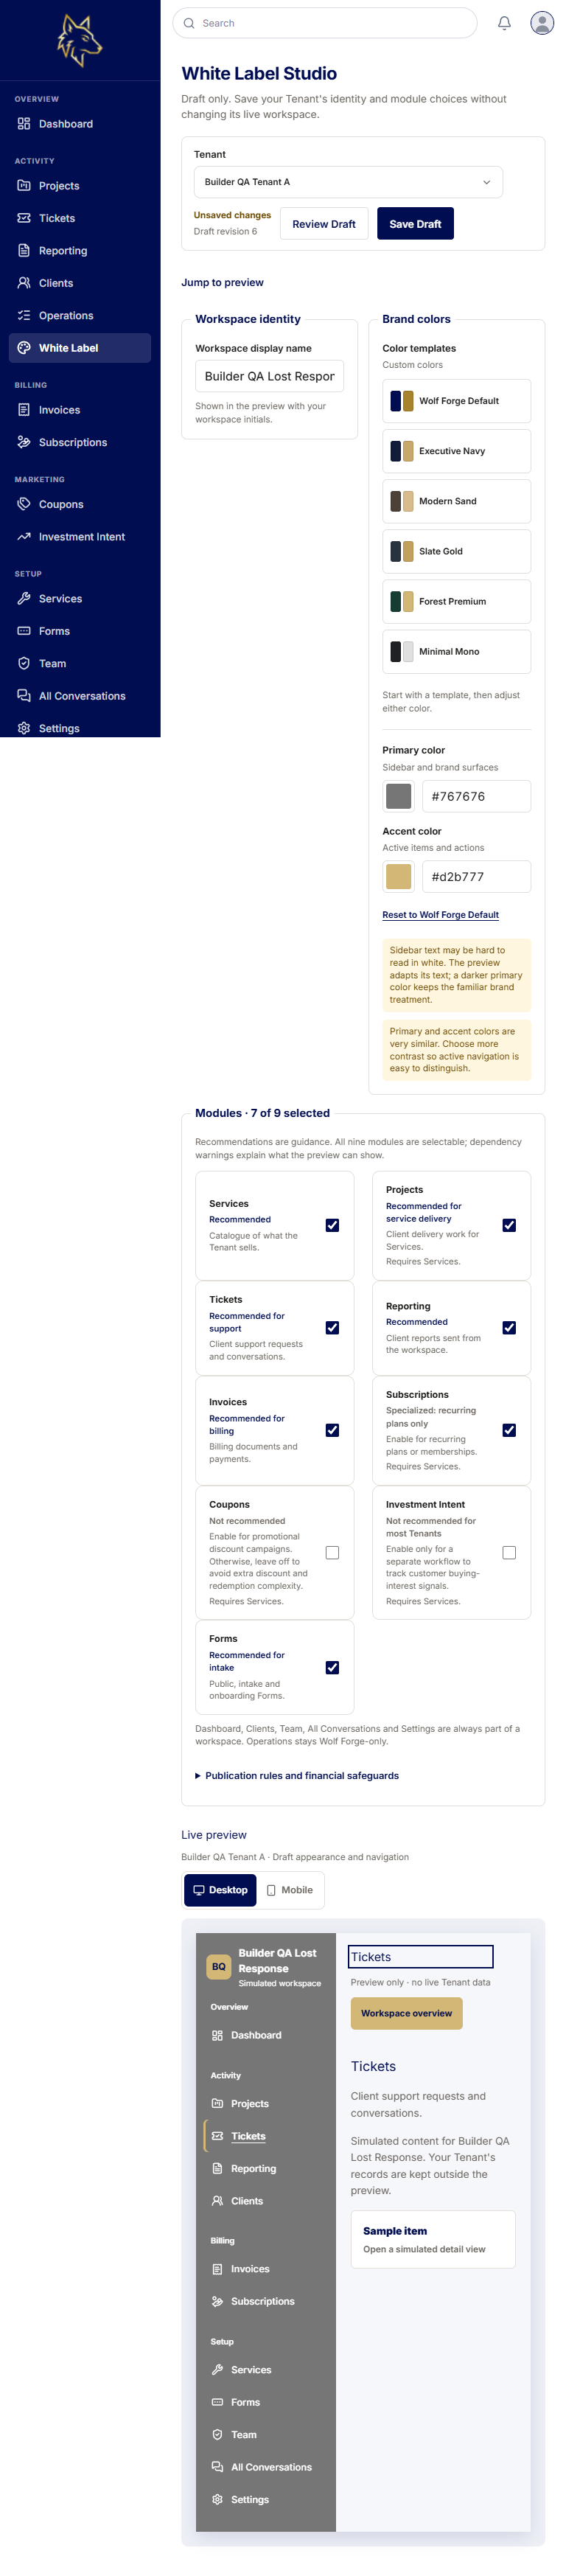 Search
OVERVIEW
Dashboard
ACTIVITY
Projects
Tickets
Reporting
Clients
Operations
White Label
BILLING
Invoices
Subscriptions
MARKETING
Coupons
Investment Intent
SETUP
Services
Forms
Team
All Conversations
Settings
White Label Studio
Draft only. Save your Tenant's identity and module choices without
changing its live workspace.
Tenant
Builder QA Tenant A
Unsaved changes
Draft revision 6
Review Draft
Save Draft
Jump to preview
Workspace identity
Workspace display name
Builder QA Lost Respor
Shown in the preview with your
workspace initials.
Brand colors
Color templates
Custom colors
Wolf Forge Default
Executive Navy
Modern Sand
Slate Gold
Forest Premium
Minimal Mono
Start with a template, then adjust
either color.
Primary color
Sidebar and brand surfaces
#767676
Accent color
Active items and actions
#d2b777
Reset to Wolf Forge Default
Sidebar text may be hard to
read in white. The preview
adapts its text; a darker primary
color keeps the familiar brand
treatment.
Primary and accent colors are
very similar. Choose more
contrast so active navigation is
easy to distinguish.
Modules · 7 of 9 selected
Recommendations are guidance. All nine modules are selectable; dependency
warnings explain what the preview can show.
Services
Recommended
Catalogue of what the
Tenant sells.
Projects
Recommended for
service delivery
Client delivery work for
Services.
Requires Services.
Tickets
Recommended for
support
Client support requests
and conversations.
Reporting
Recommended
Client reports sent from
the workspace.
Invoices
Recommended for
billing
Billing documents and
payments.
Subscriptions
Specialized: recurring
plans only
Enable for recurring
plans or memberships.
Requires Services.
Coupons
Not recommended
Enable for promotional
discount campaigns.
Otherwise, leave off to
avoid extra discount and
redemption complexity.
Requires Services.
Investment Intent
Not recommended for
most Tenants
Enable only for a
separate workflow to
track customer buying-
interest signals.
Requires Services.
Forms
Recommended for
intake
Public, intake and
onboarding Forms.
Dashboard, Clients, Team, All Conversations and Settings are always part of a
workspace. Operations stays Wolf Forge-only.
Publication rules and financial safeguards
Live preview
Builder QA Tenant A · Draft appearance and navigation
Desktop
Mobile
BQ
Builder QA Lost
Response
Simulated workspace
Overview
Dashboard
Activity
Projects
Tickets
Reporting
Clients
Billing
Invoices
Subscriptions
Setup
Services
Forms
Team
All Conversations
Settings
Tickets
Preview only · no live Tenant data
Workspace overview
Tickets
Client support requests and
conversations.
Simulated content for Builder QA
Lost Response. Your Tenant's
records are kept outside the
preview.
Sample item
Open a simulated detail view